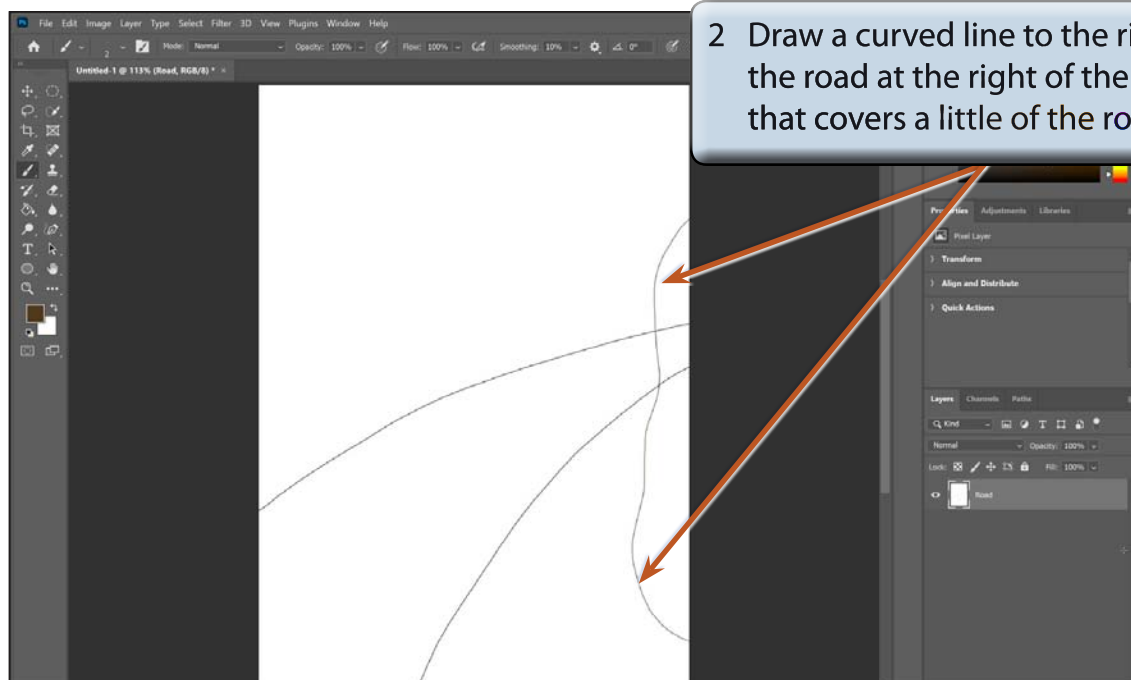 File Edit Image Layer Type Select Filter 3D View Plugins Window Help
2 Mode: Normal Opacity: 100% Flow: 100% Smoothing: 10% 0°
Untitled-1 @ 113% (Road, RGB/8) * ×
2 Draw a curved line to the ri
the road at the right of the
that covers a little of the ro
Properties Adjustments Libraries
Pixel Layer
Transform
Align and Distribute
Quick Actions
Layers Channels Paths
Kind
Normal Opacity: 100%
Lock: Fill: 100%
Road